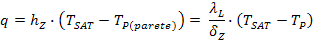 q = h_Z · (T_SAT − T_P(parete)) = λ_L/δ_Z · (T_SAT − T_P)